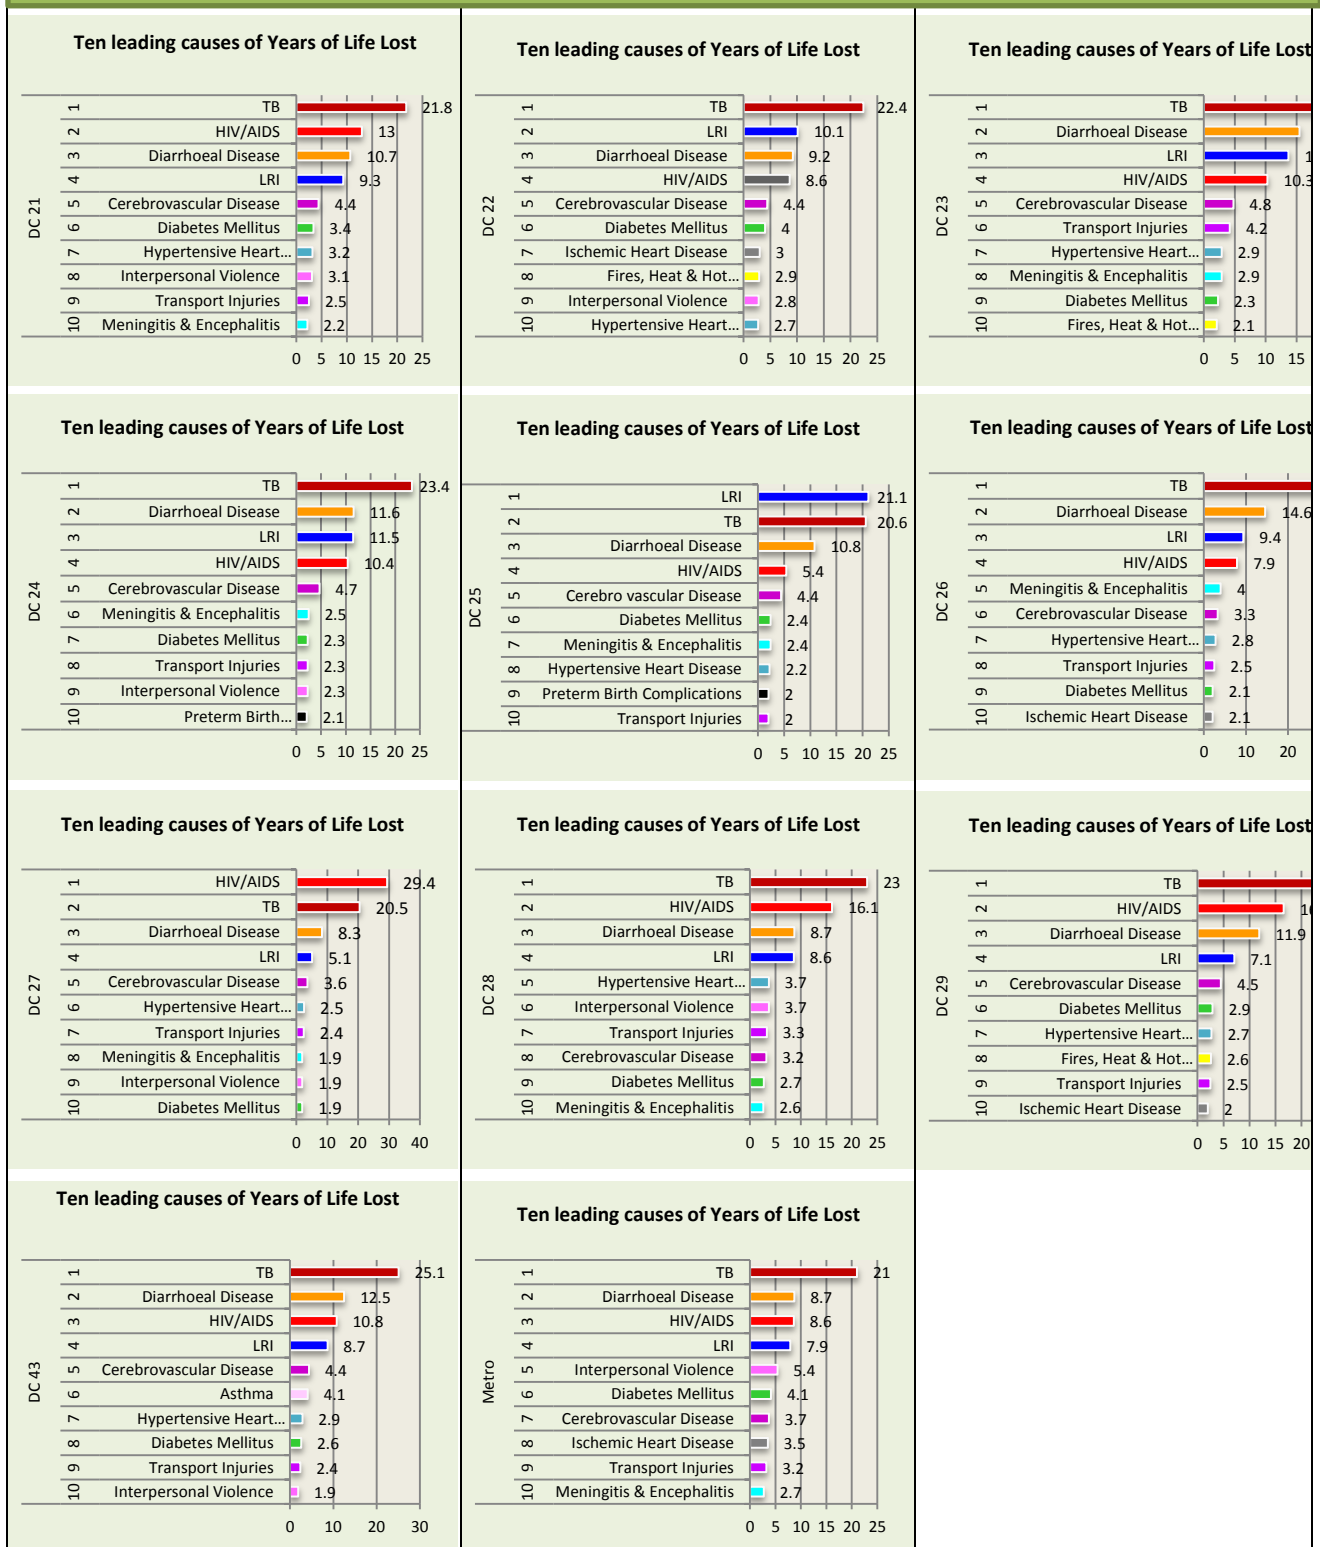 Ten leading causes of Years of Life Lost
DC 21
1 TB 21.8
2 HIV/AIDS 13
3 Diarrhoeal Disease 10.7
4 LRI 9.3
5 Cerebrovascular Disease 4.4
6 Diabetes Mellitus 3.4
7 Hypertensive Heart... 3.2
8 Interpersonal Violence 3.1
9 Transport Injuries 2.5
10 Meningitis & Encephalitis 2.2
0 5 10 15 20 25
Ten leading causes of Years of Life Lost
DC 22
1 TB 22.4
2 LRI 10.1
3 Diarrhoeal Disease 9.2
4 HIV/AIDS 8.6
5 Cerebrovascular Disease 4.4
6 Diabetes Mellitus 4
7 Ischemic Heart Disease 3
8 Fires, Heat & Hot... 2.9
9 Interpersonal Violence 2.8
10 Hypertensive Heart... 2.7
0 5 10 15 20 25
Ten leading causes of Years of Life Lost
DC 23
1 TB
2 Diarrhoeal Disease
3 LRI
4 HIV/AIDS 10.3
5 Cerebrovascular Disease 4.8
6 Transport Injuries 4.2
7 Hypertensive Heart... 2.9
8 Meningitis & Encephalitis 2.9
9 Diabetes Mellitus 2.3
10 Fires, Heat & Hot... 2.1
0 5 10 15
Ten leading causes of Years of Life Lost
DC 24
1 TB 23.4
2 Diarrhoeal Disease 11.6
3 LRI 11.5
4 HIV/AIDS 10.4
5 Cerebrovascular Disease 4.7
6 Meningitis & Encephalitis 2.5
7 Diabetes Mellitus 2.3
8 Transport Injuries 2.3
9 Interpersonal Violence 2.3
10 Preterm Birth... 2.1
0 5 10 15 20 25
Ten leading causes of Years of Life Lost
DC 25
1 LRI 21.1
2 TB 20.6
3 Diarrhoeal Disease 10.8
4 HIV/AIDS 5.4
5 Cerebro vascular Disease 4.4
6 Diabetes Mellitus 2.4
7 Meningitis & Encephalitis 2.4
8 Hypertensive Heart Disease 2.2
9 Preterm Birth Complications 2
10 Transport Injuries 2
0 5 10 15 20 25
Ten leading causes of Years of Life Lost
DC 26
1 TB
2 Diarrhoeal Disease 14.6
3 LRI 9.4
4 HIV/AIDS 7.9
5 Meningitis & Encephalitis 4
6 Cerebrovascular Disease 3.3
7 Hypertensive Heart... 2.8
8 Transport Injuries 2.5
9 Diabetes Mellitus 2.1
10 Ischemic Heart Disease 2.1
0 10 20
Ten leading causes of Years of Life Lost
DC 27
1 HIV/AIDS 29.4
2 TB 20.5
3 Diarrhoeal Disease 8.3
4 LRI 5.1
5 Cerebrovascular Disease 3.6
6 Hypertensive Heart... 2.5
7 Transport Injuries 2.4
8 Meningitis & Encephalitis 1.9
9 Interpersonal Violence 1.9
10 Diabetes Mellitus 1.9
0 10 20 30 40
Ten leading causes of Years of Life Lost
DC 28
1 TB 23
2 HIV/AIDS 16.1
3 Diarrhoeal Disease 8.7
4 LRI 8.6
5 Hypertensive Heart... 3.7
6 Interpersonal Violence 3.7
7 Transport Injuries 3.3
8 Cerebrovascular Disease 3.2
9 Diabetes Mellitus 2.7
10 Meningitis & Encephalitis 2.6
0 5 10 15 20 25
Ten leading causes of Years of Life Lost
DC 29
1 TB
2 HIV/AIDS
3 Diarrhoeal Disease 11.9
4 LRI 7.1
5 Cerebrovascular Disease 4.5
6 Diabetes Mellitus 2.9
7 Hypertensive Heart... 2.7
8 Fires, Heat & Hot... 2.6
9 Transport Injuries 2.5
10 Ischemic Heart Disease 2
0 5 10 15 20
Ten leading causes of Years of Life Lost
DC 43
1 TB 25.1
2 Diarrhoeal Disease 12.5
3 HIV/AIDS 10.8
4 LRI 8.7
5 Cerebrovascular Disease 4.4
6 Asthma 4.1
7 Hypertensive Heart... 2.9
8 Diabetes Mellitus 2.6
9 Transport Injuries 2.4
10 Interpersonal Violence 1.9
0 10 20 30
Ten leading causes of Years of Life Lost
Metro
1 TB 21
2 Diarrhoeal Disease 8.7
3 HIV/AIDS 8.6
4 LRI 7.9
5 Interpersonal Violence 5.4
6 Diabetes Mellitus 4.1
7 Cerebrovascular Disease 3.7
8 Ischemic Heart Disease 3.5
9 Transport Injuries 3.2
10 Meningitis & Encephalitis 2.7
0 5 10 15 20 25